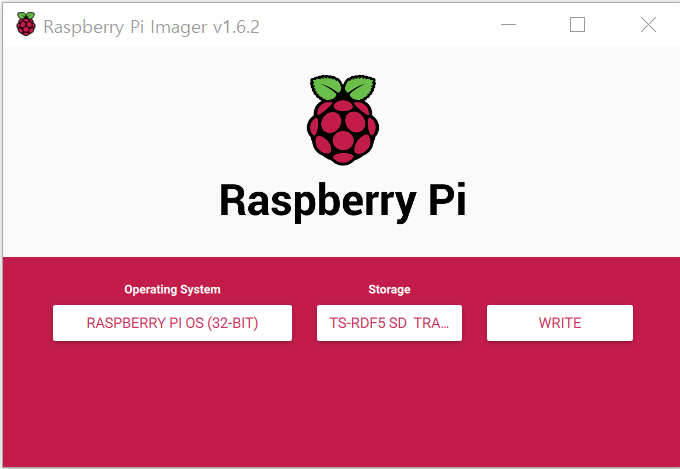 Raspberry Pi Imager v1.6.2
Raspberry Pi
Operating System
Storage
RASPBERRY PI OS (32-BIT)
TS-RDF5 SD TRA...
WRITE